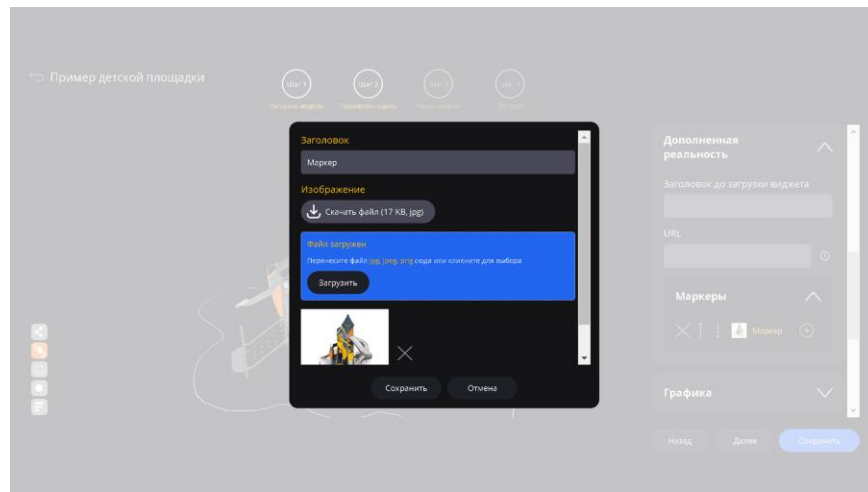 Пример детской площадки
Шаг 1
Шаг 2
Загрузка модели
Параметры сцены
Заголовок
Маркер
Изображение
Скачать файл (17 KB, jpg)
Файл загружен
Перенесите файл jpg, jpeg, png сюда или кликните для выбора
Загрузить
Сохранить
Отмена
Дополненная
реальность
Заголовок до загрузки виджета
URL
Маркеры
Маркер
Графика
Назад
Далее
Сохранить